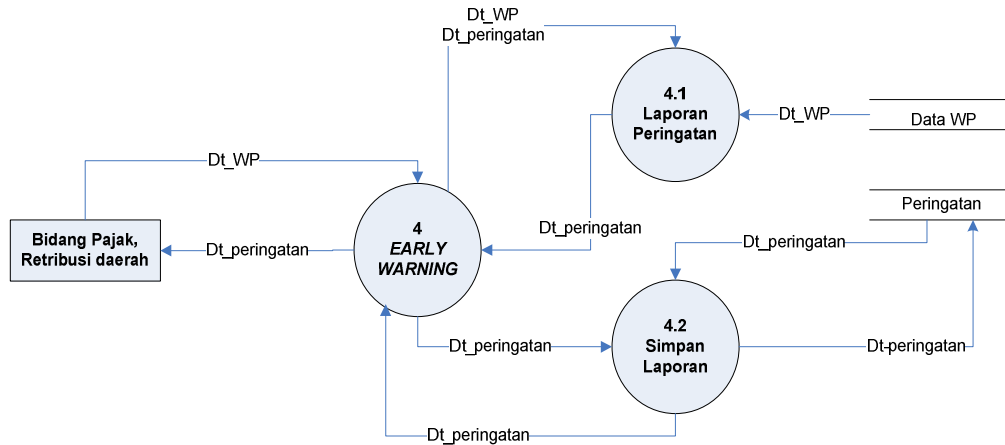 Dt_WP
Dt_peringatan
4.1
Laporan
Peringatan
Dt_WP
Data WP
Dt_WP
Peringatan
Bidang Pajak,
Retribusi daerah
Dt_peringatan
4
EARLY
WARNING
Dt_peringatan
Dt_peringatan
4.2
Simpan
Laporan
Dt_peringatan
Dt-peringatan
Dt_peringatan